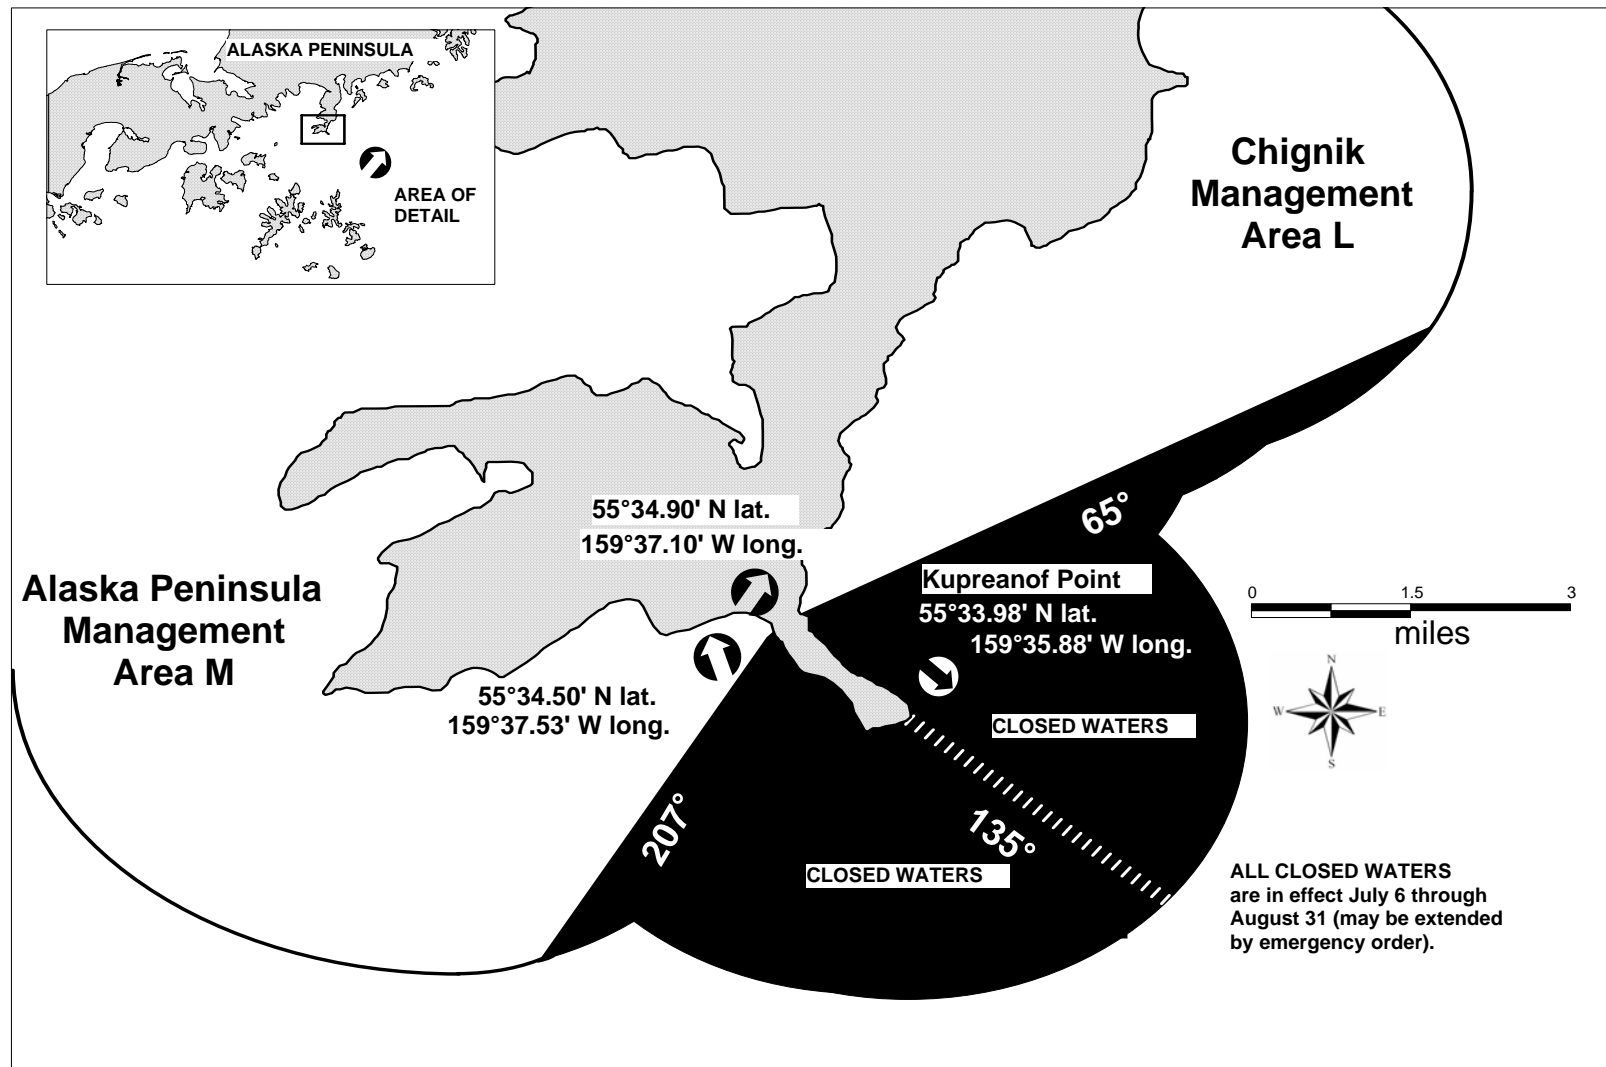 ALASKA PENINSULA
AREA OF
DETAIL
Chignik
Management
Area L
65°
55°34.90' N lat.
159°37.10' W long.
Kupreanof Point
55°33.98' N lat.
159°35.88' W long.
0 1.5 3
miles
Alaska Peninsula
Management
Area M
55°34.50' N lat.
159°37.53' W long.
N
W E
S
CLOSED WATERS
207°
135°
CLOSED WATERS
ALL CLOSED WATERS
are in effect July 6 through
August 31 (may be extended
by emergency order).